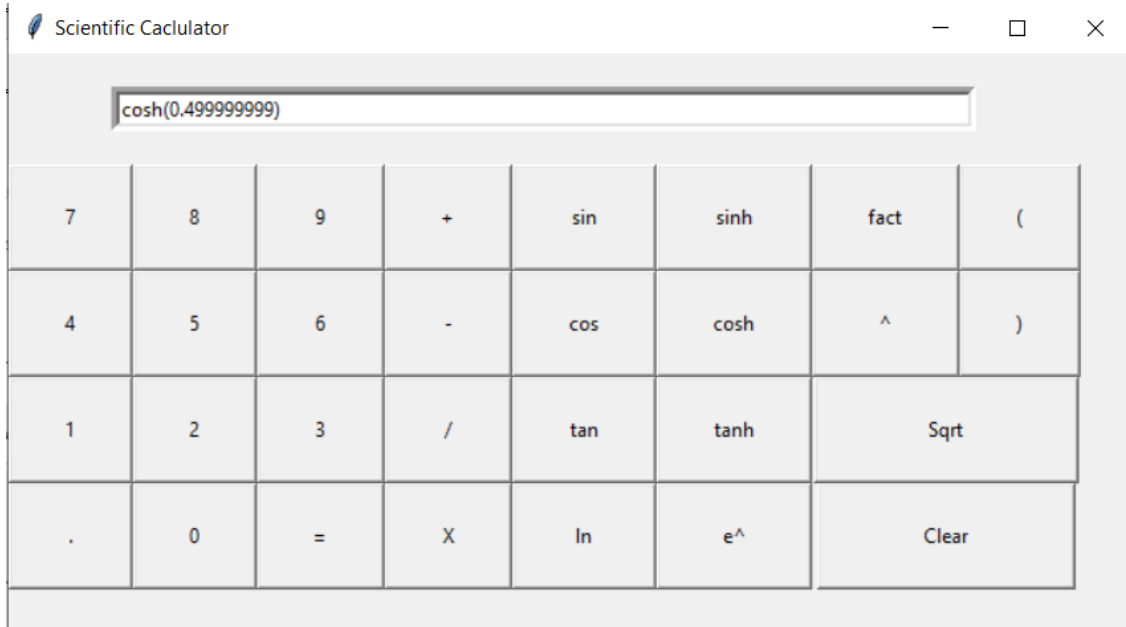 Scientific Caclulator
cosh(0.499999999)
7 8 9 + sin sinh fact (
4 5 6 - cos cosh ^ )
1 2 3 / tan tanh Sqrt
. 0 = X ln e^ Clear